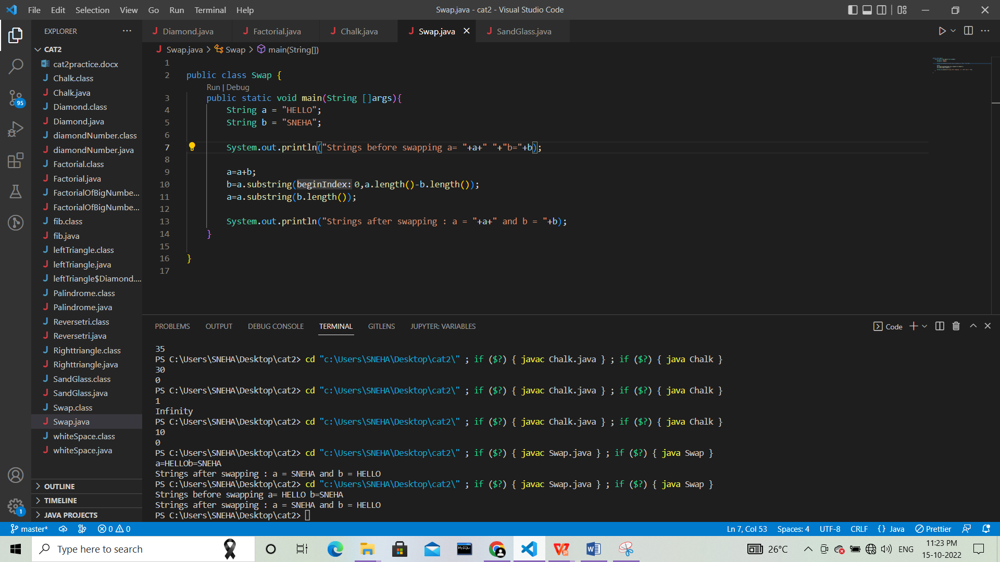 File Edit Selection View Go Run Terminal Help
Swap.java - cat2 - Visual Studio Code
EXPLORER
Diamond.java
Factorial.java
Chalk.java
Swap.java
SandGlass.java
CAT2
cat2practice.docx
Chalk.class
Chalk.java
Diamond.class
Diamond.java
diamondNumber.class
diamondNumber.java
Factorial.class
Factorial.java
FactorialOfBigNumbe...
FactorialOfBigNumbe...
fib.class
fib.java
leftTriangle.class
leftTriangle.java
leftTriangle$Diamond....
Palindrome.class
Palindrome.java
Reversetri.class
Reversetri.java
Righttriangle.class
Righttriangle.java
SandGlass.class
SandGlass.java
Swap.class
Swap.java
whiteSpace.class
whiteSpace.java
OUTLINE
TIMELINE
JAVA PROJECTS
95
1
Swap.java > Swap > main(String[])
1
2 public class Swap {
Run | Debug
3 public static void main(String []args){
4 String a = "HELLO";
5 String b = "SNEHA";
6
7 System.out.println("Strings before swapping a= "+a+" "+"b="+b);
8
9 a=a+b;
10 b=a.substring(beginIndex: 0,a.length()-b.length());
11 a=a.substring(b.length());
12
13 System.out.println("Strings after swapping : a = "+a+" and b = "+b);
14 }
15
16 }
17
PROBLEMS OUTPUT DEBUG CONSOLE TERMINAL GITLENS JUPYTER: VARIABLES
Code
35
PS C:\Users\SNEHA\Desktop\cat2> cd "c:\Users\SNEHA\Desktop\cat2\" ; if ($?) { javac Chalk.java } ; if ($?) { java Chalk }
30
0
PS C:\Users\SNEHA\Desktop\cat2> cd "c:\Users\SNEHA\Desktop\cat2\" ; if ($?) { javac Chalk.java } ; if ($?) { java Chalk }
1
Infinity
PS C:\Users\SNEHA\Desktop\cat2> cd "c:\Users\SNEHA\Desktop\cat2\" ; if ($?) { javac Chalk.java } ; if ($?) { java Chalk }
10
0
PS C:\Users\SNEHA\Desktop\cat2> cd "c:\Users\SNEHA\Desktop\cat2\" ; if ($?) { javac Swap.java } ; if ($?) { java Swap }
a=HELLOb=SNEHA
Strings after swapping : a = SNEHA and b = HELLO
PS C:\Users\SNEHA\Desktop\cat2> cd "c:\Users\SNEHA\Desktop\cat2\" ; if ($?) { javac Swap.java } ; if ($?) { java Swap }
Strings before swapping a= HELLO b=SNEHA
Strings after swapping : a = SNEHA and b = HELLO
PS C:\Users\SNEHA\Desktop\cat2>
master* 0 0
Ln 7, Col 53 Spaces: 4 UTF-8 CRLF {} Java Prettier
Type here to search
26°C
ENG
11:23 PM
15-10-2022